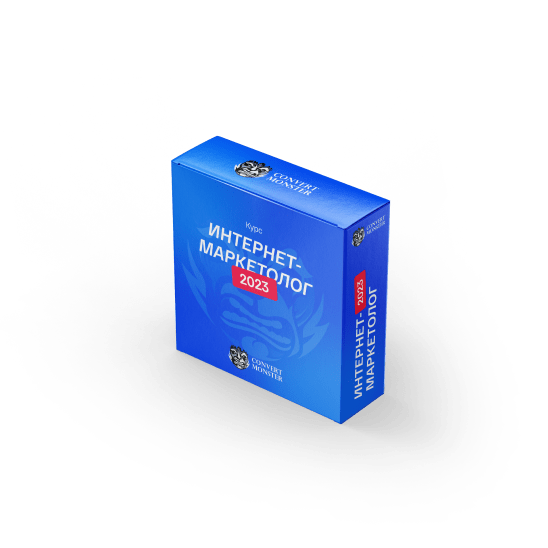 CONVERT
MONSTER
Курс
ИНТЕРНЕТ-
МАРКЕТОЛОГ
2023
CONVERT
MONSTER
CONVERT
MONSTER
ИНТЕРНЕТ-
2023
МАРКЕТОЛОГ